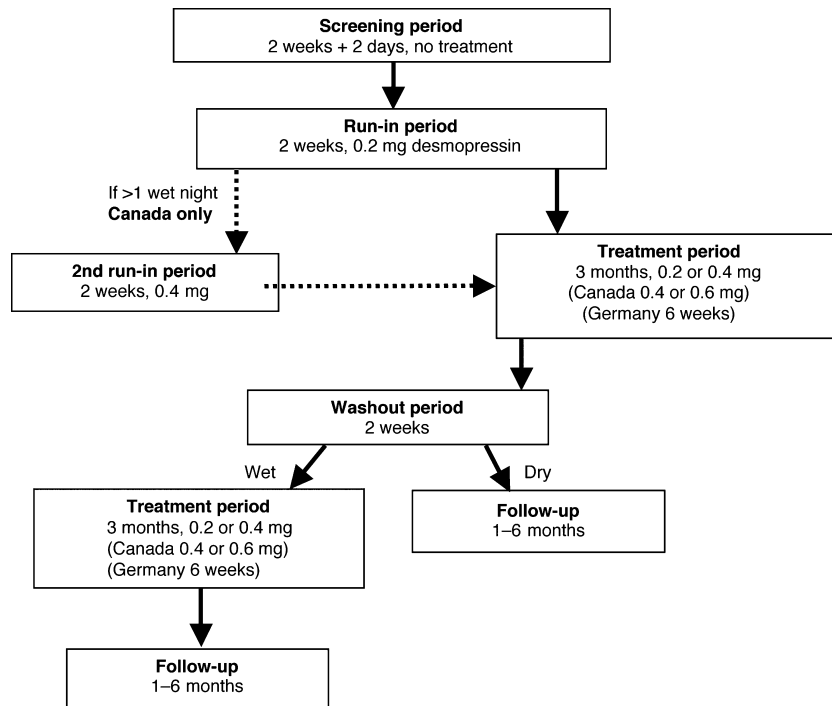 Screening period
2 weeks + 2 days, no treatment
Run-in period
2 weeks, 0.2 mg desmopressin
If >1 wet night
Canada only
2nd run-in period
2 weeks, 0.4 mg
Treatment period
3 months, 0.2 or 0.4 mg
(Canada 0.4 or 0.6 mg)
(Germany 6 weeks)
Washout period
2 weeks
Wet
Dry
Treatment period
3 months, 0.2 or 0.4 mg
(Canada 0.4 or 0.6 mg)
(Germany 6 weeks)
Follow-up
1–6 months
Follow-up
1–6 months